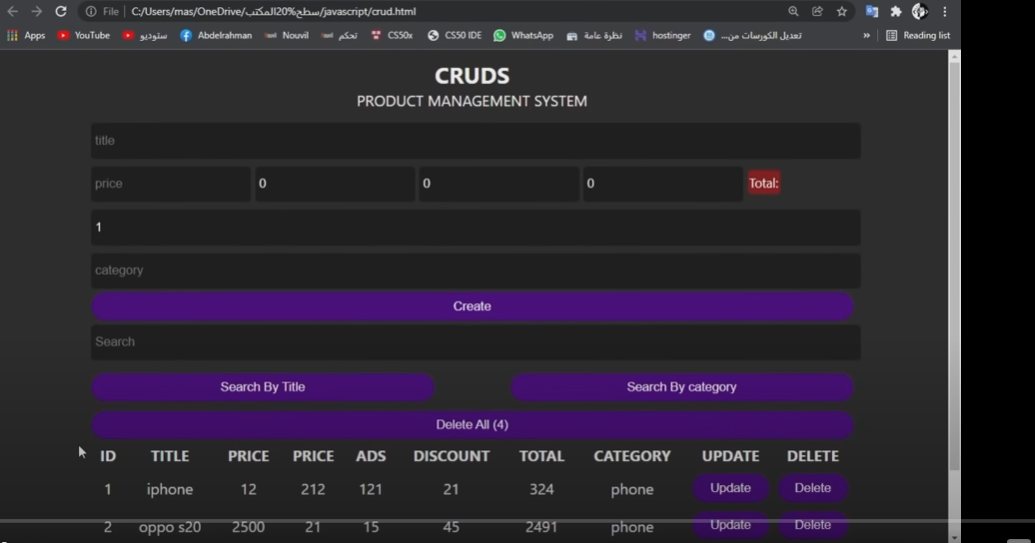 File | C:/Users/mas/OneDrive/سطح%20المكتب/javascript/crud.html
Apps YouTube ستوديو Abdelrahman Nouvil تحكم CS50x CS50 IDE WhatsApp نظرة عامة hostinger تعديل الكورسات من... » Reading list
CRUDS
PRODUCT MANAGEMENT SYSTEM
title
price 0 0 0 Total:
1
category
Create
Search
Search By Title Search By category
Delete All (4)
ID TITLE PRICE PRICE ADS DISCOUNT TOTAL CATEGORY UPDATE DELETE
1 iphone 12 212 121 21 324 phone Update Delete
2 oppo s20 2500 21 15 45 2491 phone Update Delete